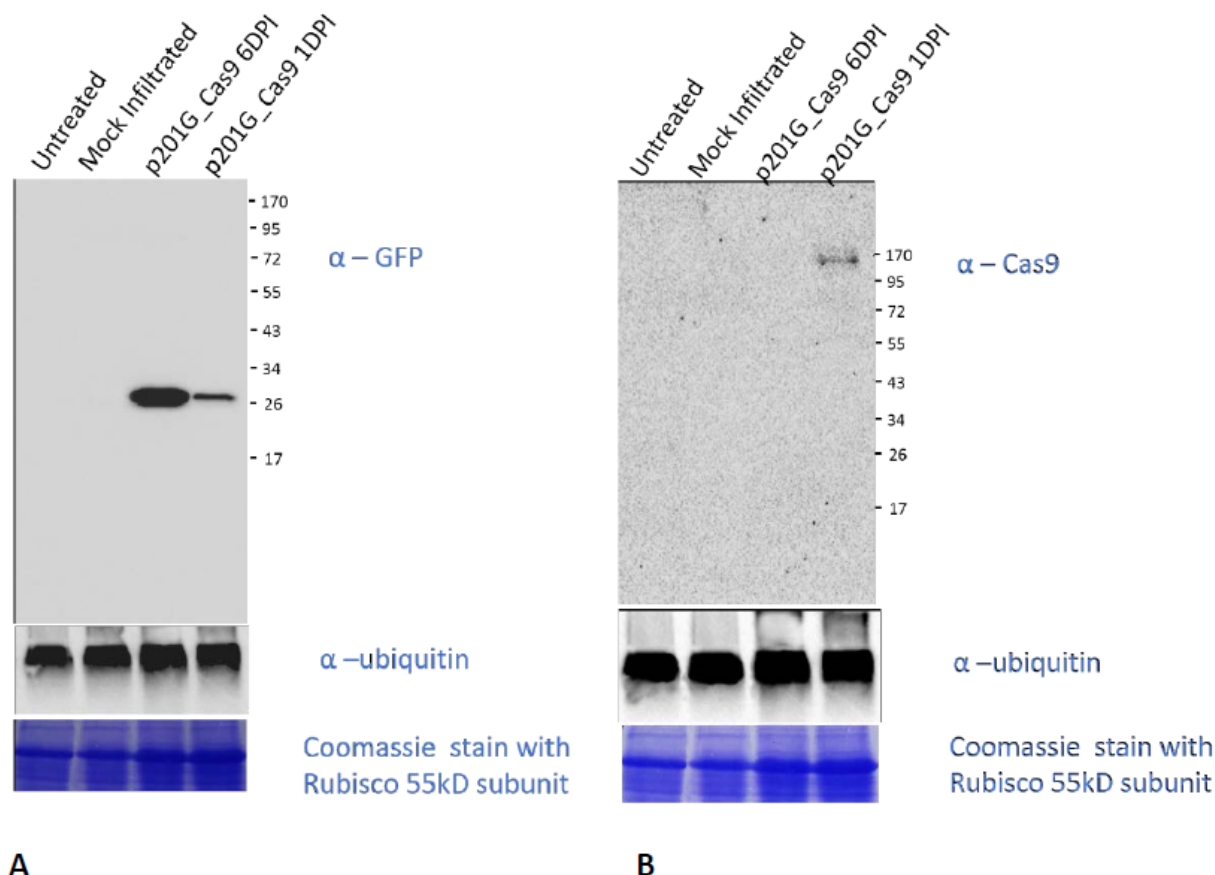 Untreated
Mock Infiltrated
p201G_Cas9 6DPI
p201G_Cas9 1DPI
- 170
- 95
- 72
- 55
- 43
- 34
- 26
- 17
α – GFP
α –ubiquitin
Coomassie stain with
Rubisco 55kD subunit
A
Untreated
Mock Infiltrated
p201G_Cas9 6DPI
p201G_Cas9 1DPI
- 170
- 95
- 72
- 55
- 43
- 34
- 26
- 17
α – Cas9
α –ubiquitin
Coomassie stain with
Rubisco 55kD subunit
B